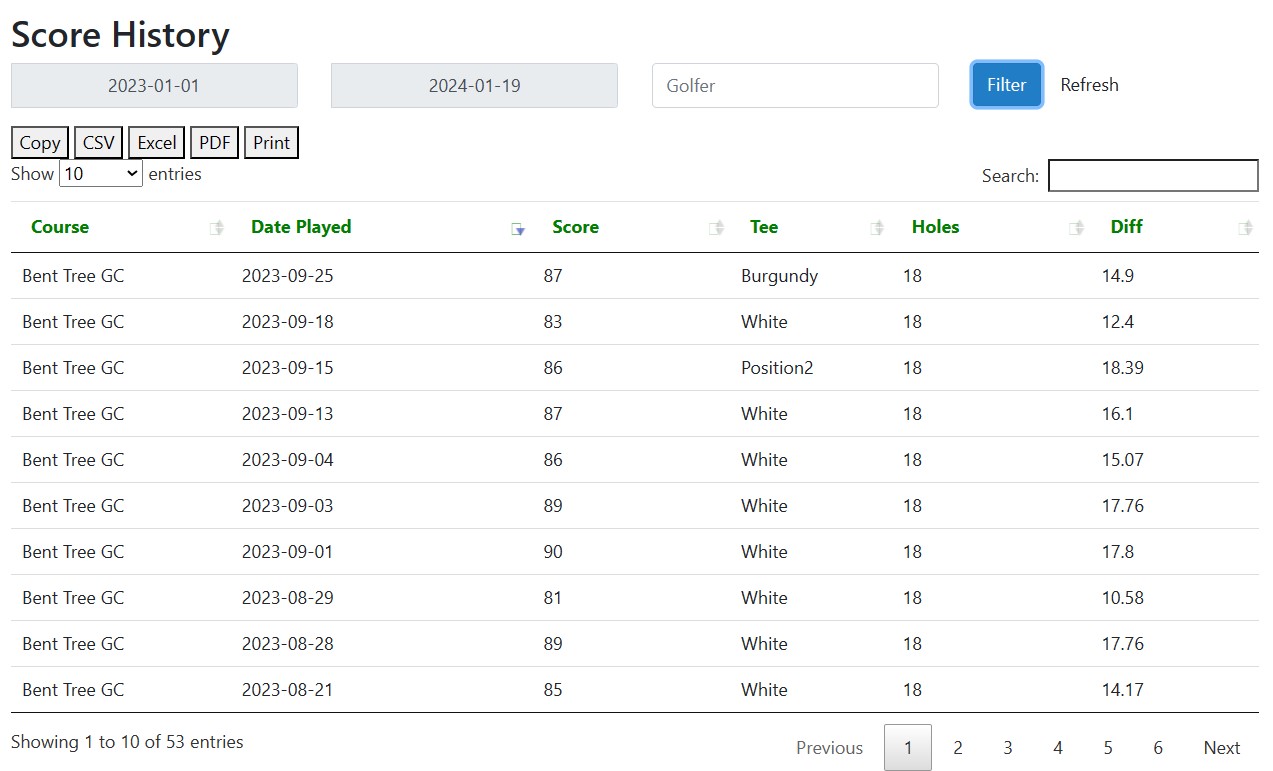 Score History
2023-01-01 2024-01-19 Golfer Filter Refresh
Copy CSV Excel PDF Print
Show 10 entries Search:
Course Date Played Score Tee Holes Diff
Bent Tree GC 2023-09-25 87 Burgundy 18 14.9
Bent Tree GC 2023-09-18 83 White 18 12.4
Bent Tree GC 2023-09-15 86 Position2 18 18.39
Bent Tree GC 2023-09-13 87 White 18 16.1
Bent Tree GC 2023-09-04 86 White 18 15.07
Bent Tree GC 2023-09-03 89 White 18 17.76
Bent Tree GC 2023-09-01 90 White 18 17.8
Bent Tree GC 2023-08-29 81 White 18 10.58
Bent Tree GC 2023-08-28 89 White 18 17.76
Bent Tree GC 2023-08-21 85 White 18 14.17
Showing 1 to 10 of 53 entries Previous 1 2 3 4 5 6 Next